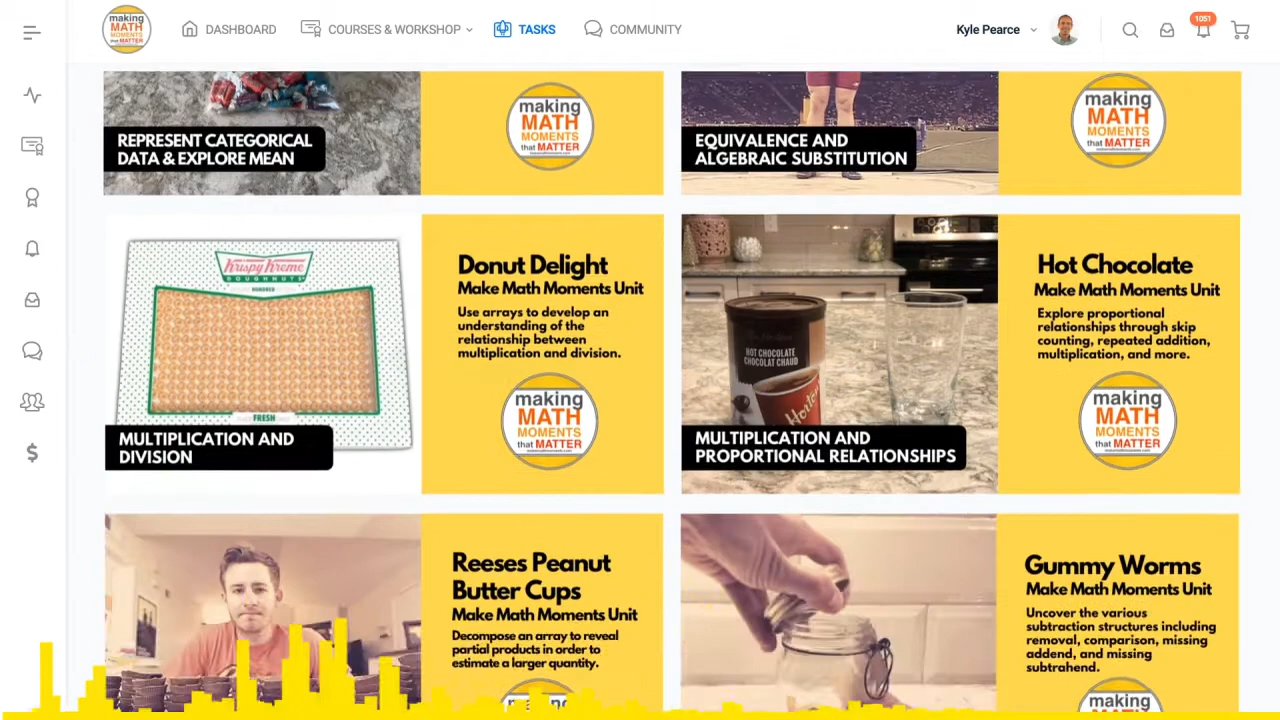 making
MATH
MOMENTS
that MATTER
DASHBOARD
COURSES & WORKSHOP
TASKS
COMMUNITY
Kyle Pearce
1051
REPRESENT CATEGORICAL
DATA & EXPLORE MEAN
making
MATH
MOMENTS
that MATTER
EQUIVALENCE AND
ALGEBRAIC SUBSTITUTION
making
MATH
MOMENTS
that MATTER
Krispy Kreme
DOUGHNUTS
HUNDRED
FRESH
MULTIPLICATION AND
DIVISION
Donut Delight
Make Math Moments Unit
Use arrays to develop an
understanding of the
relationship between
multiplication and division.
making
MATH
MOMENTS
that MATTER
HOT CHOCOLATE
CHOCOLAT CHAUD
Horton
MULTIPLICATION AND
PROPORTIONAL RELATIONSHIPS
Hot Chocolate
Make Math Moments Unit
Explore proportional
relationships through skip
counting, repeated addition,
multiplication, and more.
making
MATH
MOMENTS
that MATTER
Reeses Peanut
Butter Cups
Make Math Moments Unit
Decompose an array to reveal
partial products in order to
estimate a larger quantity.
Gummy Worms
Make Math Moments Unit
Uncover the various
subtraction structures including
removal, comparison, missing
addend, and missing
subtrahend.
making